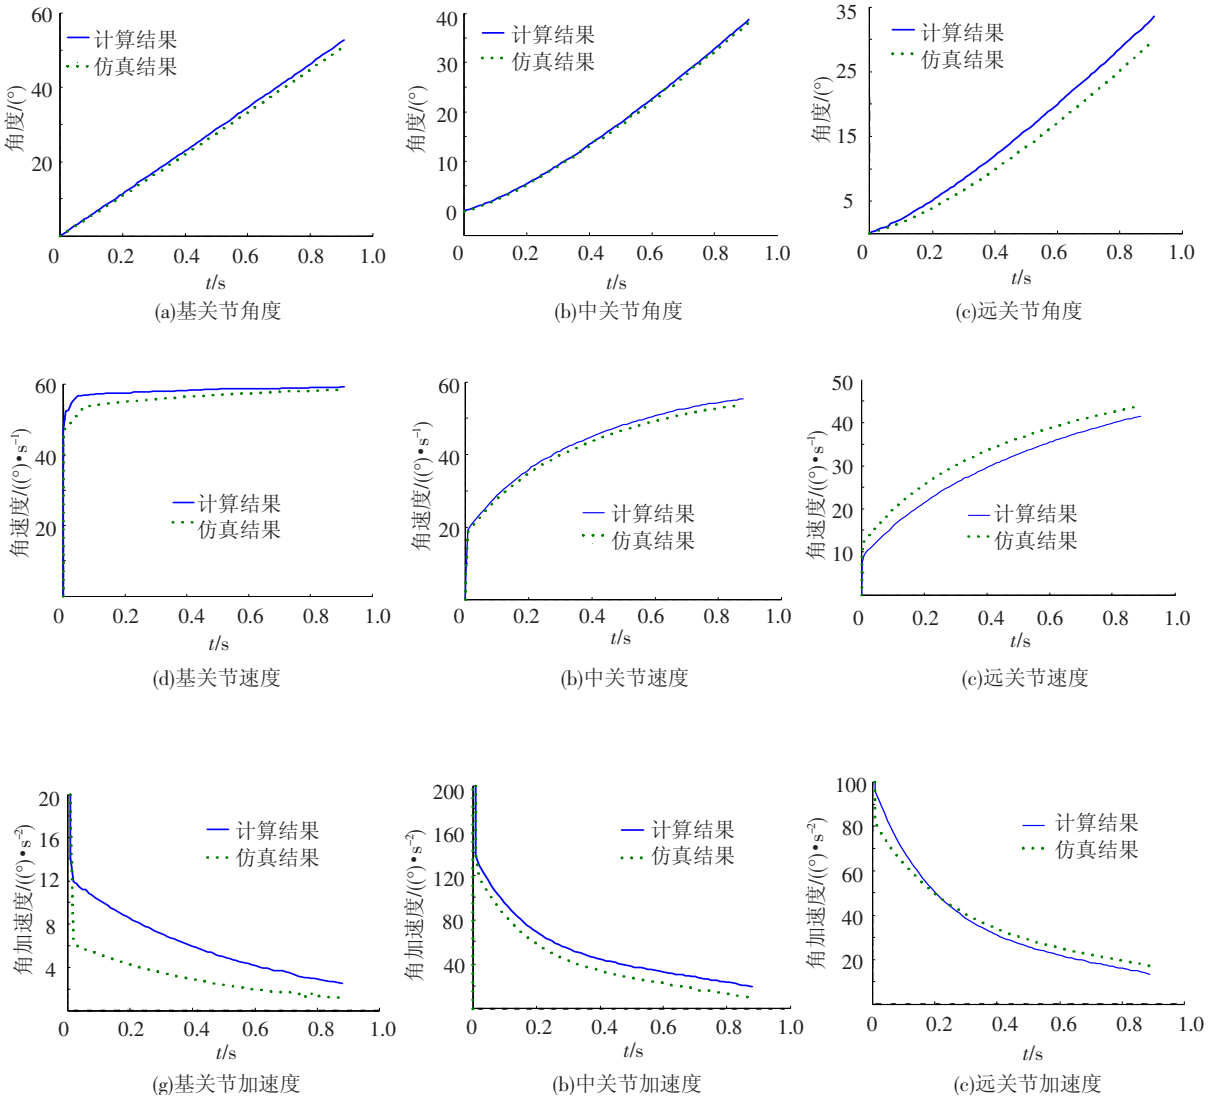 60
40
20
0
0.2
0.4
0.6
0.8
1.0
角度/(°)
计算结果
仿真结果
t/s
(a)基关节角度
40
30
20
10
0
0
0.2
0.4
0.6
0.8
1.0
角度/(°)
计算结果
仿真结果
t/s
(b)中关节角度
35
25
15
5
0
0.2
0.4
0.6
0.8
1.0
角度/(°)
计算结果
仿真结果
t/s
(c)远关节角度
60
40
20
0
0.2
0.4
0.6
0.8
1.0
角速度/((°)•s⁻¹)
计算结果
仿真结果
t/s
(d)基关节速度
60
40
20
0
0.2
0.4
0.6
0.8
1.0
角速度/((°)•s⁻¹)
计算结果
仿真结果
t/s
(b)中关节速度
50
40
30
20
10
0
0.2
0.4
0.6
0.8
1.0
角速度/((°)•s⁻¹)
计算结果
仿真结果
t/s
(c)远关节速度
20
16
12
8
4
0
0.2
0.4
0.6
0.8
1.0
角加速度/((°)•s⁻²)
计算结果
仿真结果
t/s
(g)基关节加速度
200
160
120
80
40
0
0.2
0.4
0.6
0.8
1.0
角加速度/((°)•s⁻²)
计算结果
仿真结果
t/s
(b)中关节加速度
100
80
60
40
20
0
0.2
0.4
0.6
0.8
1.0
角加速度/((°)•s⁻²)
计算结果
仿真结果
t/s
(c)远关节加速度